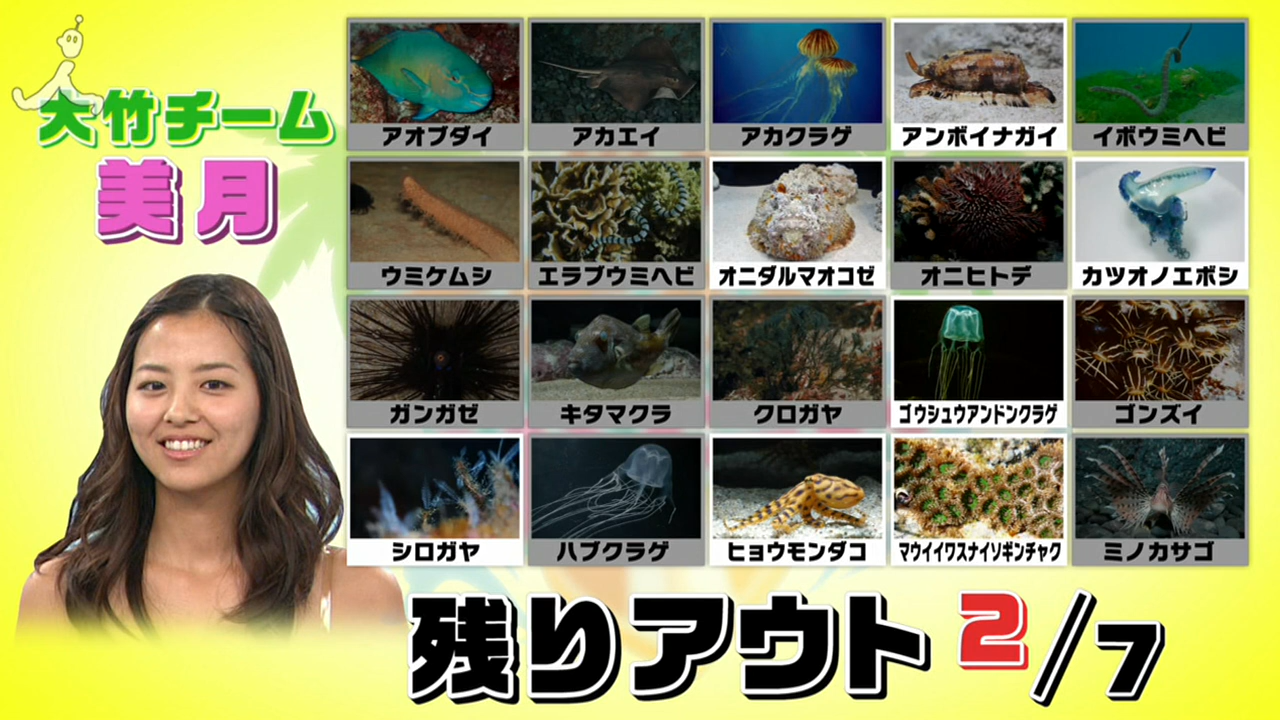 大竹チーム
美月
アオブダイ
アカエイ
アカクラゲ
アンボイナガイ
イボウミヘビ
ウミケムシ
エラブウミヘビ
オニダルマオコゼ
オニヒトデ
カツオノエボシ
ガンガゼ
キタマクラ
クロガヤ
ゴウシュウアンドンクラゲ
ゴンズイ
シロガヤ
ハブクラゲ
ヒョウモンダコ
マウイイワスナイソギンチャク
ミノカサゴ
残りアウト 2/7